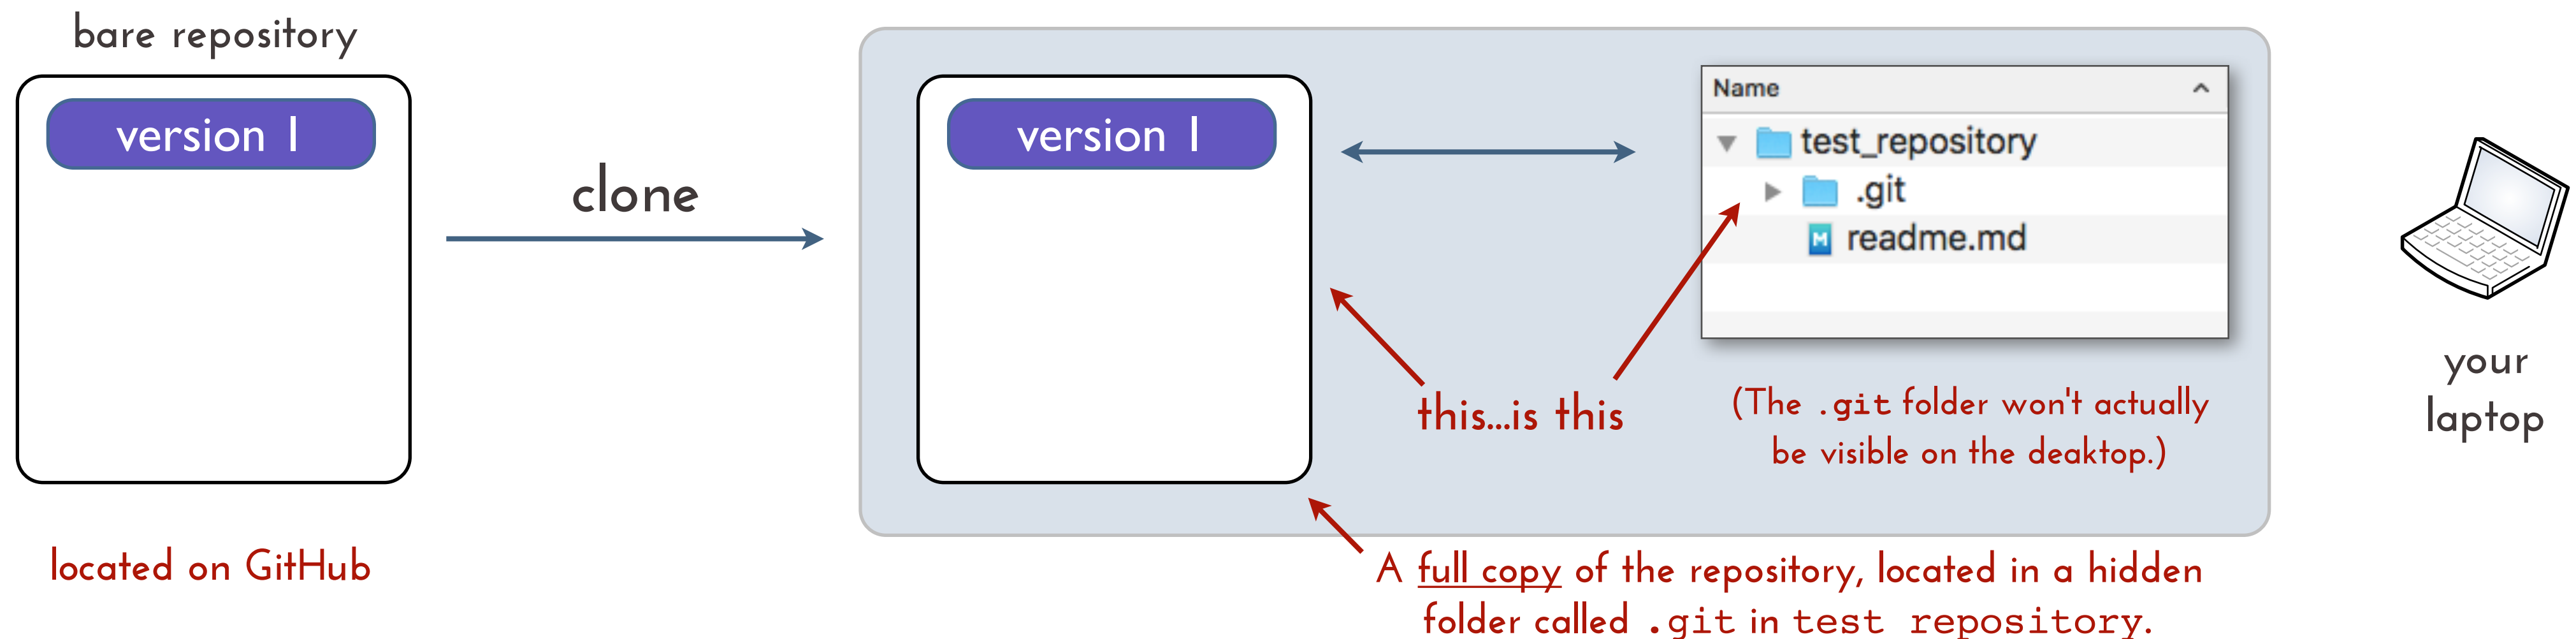 bare repository
version 1
located on GitHub
clone
version 1
Name
test_repository
.git
readme.md
this...is this
(The .git folder won't actually
be visible on the deaktop.)
A full copy of the repository, located in a hidden
folder called .git in test repository.
your
laptop